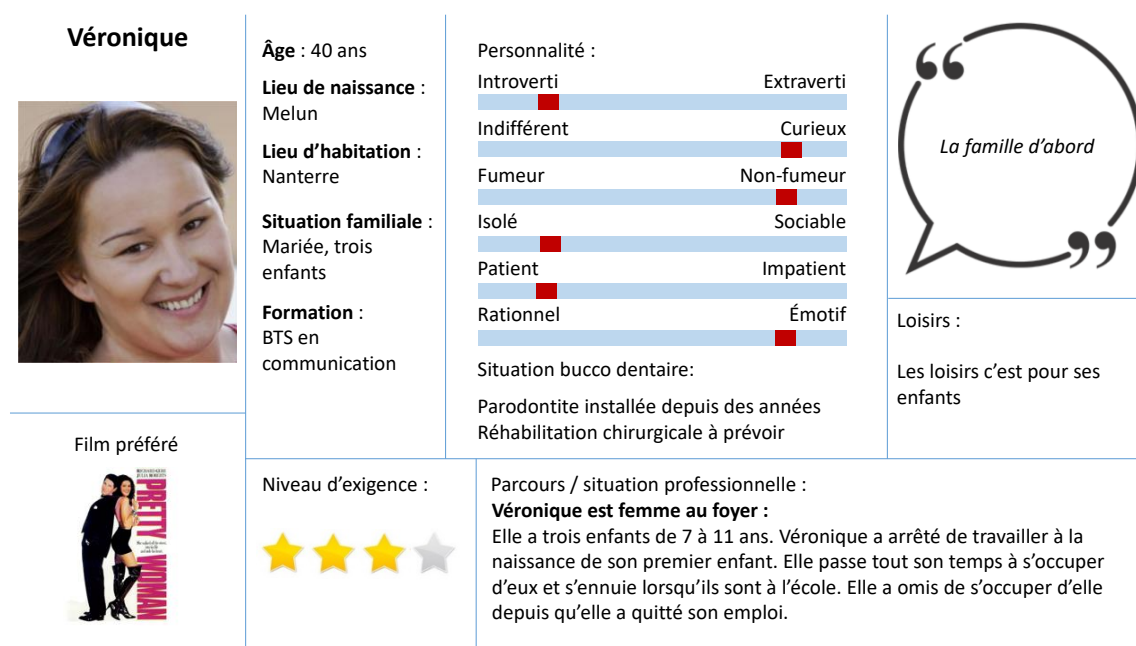 Véronique
Âge : 40 ans
Lieu de naissance :
Melun
Lieu d'habitation :
Nanterre
Situation familiale :
Mariée, trois
enfants
Formation :
BTS en
communication
Personnalité :
Introverti Extraverti
Indifférent Curieux
Fumeur Non-fumeur
Isolé Sociable
Patient Impatient
Rationnel Émotif
Situation bucco dentaire:
Parodontite installée depuis des années
Réhabilitation chirurgicale à prévoir
La famille d'abord
Loisirs :
Les loisirs c'est pour ses
enfants
Film préféré
RICHARD GERE
JULIA ROBERTS
PRETTY WOMAN
Niveau d'exigence :
Parcours / situation professionnelle :
Véronique est femme au foyer :
Elle a trois enfants de 7 à 11 ans. Véronique a arrêté de travailler à la
naissance de son premier enfant. Elle passe tout son temps à s'occuper
d'eux et s'ennuie lorsqu'ils sont à l'école. Elle a omis de s'occuper d'elle
depuis qu'elle a quitté son emploi.